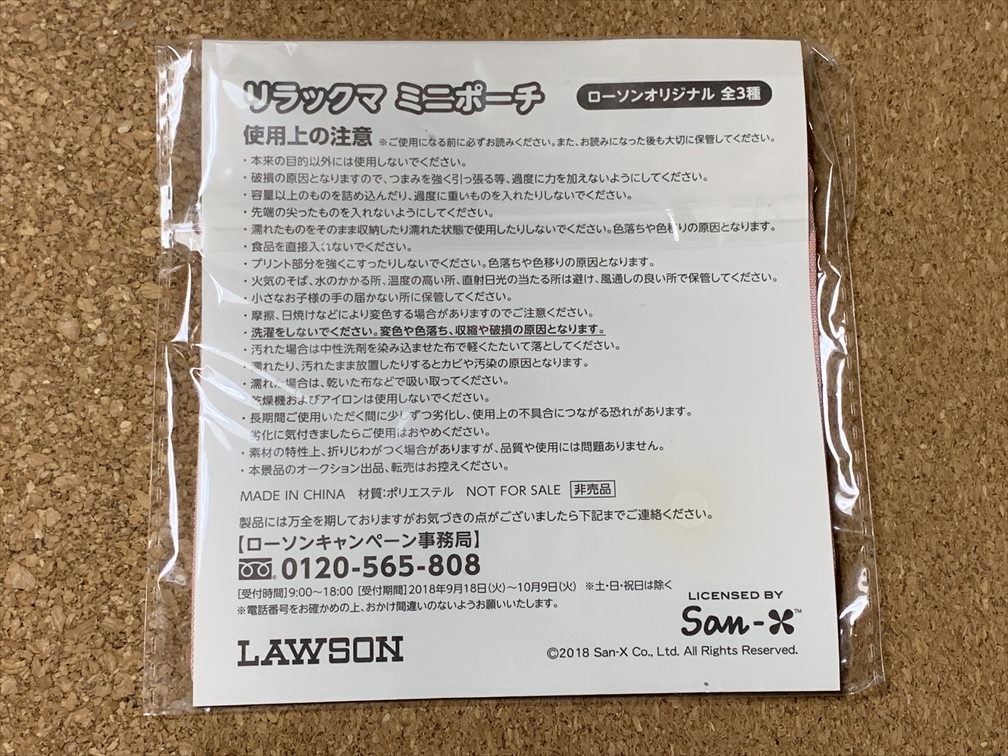 リラックマ ミニポーチ ローソンオリジナル 全3種
使用上の注意 ※ご使用になる前に必ずお読みください。また、お読みになった後も大切に保管してください。
・本来の目的以外には使用しないでください。
・破損の原因となりますので、つまみを強く引っ張る等、過度に力を加えないようにしてください。
・容量以上のものを詰め込んだり、過度に重いものを入れたりしないでください。
・先端の尖ったものを入れないようにしてください。
・濡れたものをそのまま収納したり濡れた状態で使用したりしないでください。色落ちや色移りの原因となります。
・食品を直接入れないでください。
・プリント部分を強くこすったりしないでください。色落ちや色移りの原因となります。
・火気のそば、水のかかる所、温度の高い所、直射日光の当たる所は避け、風通しの良い所で保管してください。
・小さなお子様の手の届かない所に保管してください。
・摩擦、日焼けなどにより変色する場合がありますのでご注意ください。
・洗濯をしないでください。変色や色落ち、収縮や破損の原因となります。
・汚れた場合は中性洗剤を染み込ませた布で軽くたたいて落としてください。
・濡れたり、汚れたまま放置したりするとカビや汚染の原因となります。
・濡れた場合は、乾いた布などで吸い取ってください。
・乾燥機およびアイロンは使用しないでください。
・長期間ご使用いただく間に少しずつ劣化し、使用上の不具合につながる恐れがあります。
劣化に気付きましたらご使用はおやめください。
・素材の特性上、折りじわがつく場合がありますが、品質や使用には問題ありません。
・本景品のオークション出品、転売はお控えください。
MADE IN CHINA 材質:ポリエステル NOT FOR SALE 非売品
製品には万全を期しておりますがお気づきの点がございましたら下記までご連絡ください。
【ローソンキャンペーン事務局】
0120-565-808
[受付時間]9:00〜18:00 [受付期間]2018年9月18日(火)〜10月9日(火) ※土・日・祝日は除く
※電話番号をお確かめの上、おかけ間違いのないようお願いいたします。
LICENSED BY
San-X™
LAWSON
©2018 San-X Co., Ltd. All Rights Reserved.